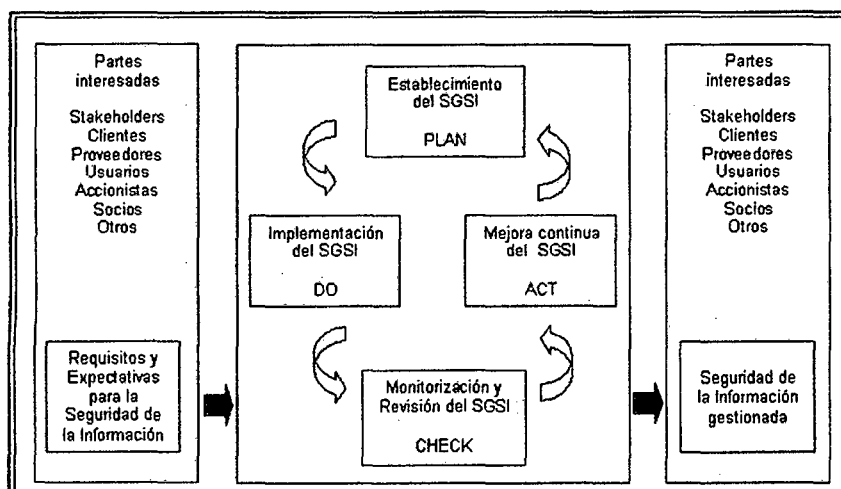 Partes
interesadas
Stakeholders
Clientes
Proveedores
Usuarios
Accionistas
Socios
Otros
Requisitos y
Expectativas
para la
Seguridad de
la Información
Establecimiento
del SGSI
PLAN
Implementación
del SGSI
DO
Mejora continua
del SGSI
ACT
Monitorización y
Revisión del SGSI
CHECK
Partes
interesadas
Stakeholders
Clientes
Proveedores
Usuarios
Accionistas
Socios
Otros
Seguridad de
la Información
gestionada